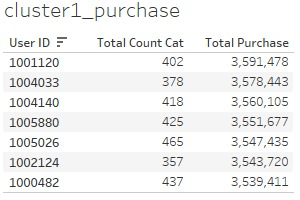 cluster1_purchase
User ID Total Count Cat Total Purchase
1001120 402 3,591,478
1004033 378 3,578,443
1004140 418 3,560,105
1005880 425 3,551,677
1005026 465 3,547,435
1002124 357 3,543,720
1000482 437 3,539,411